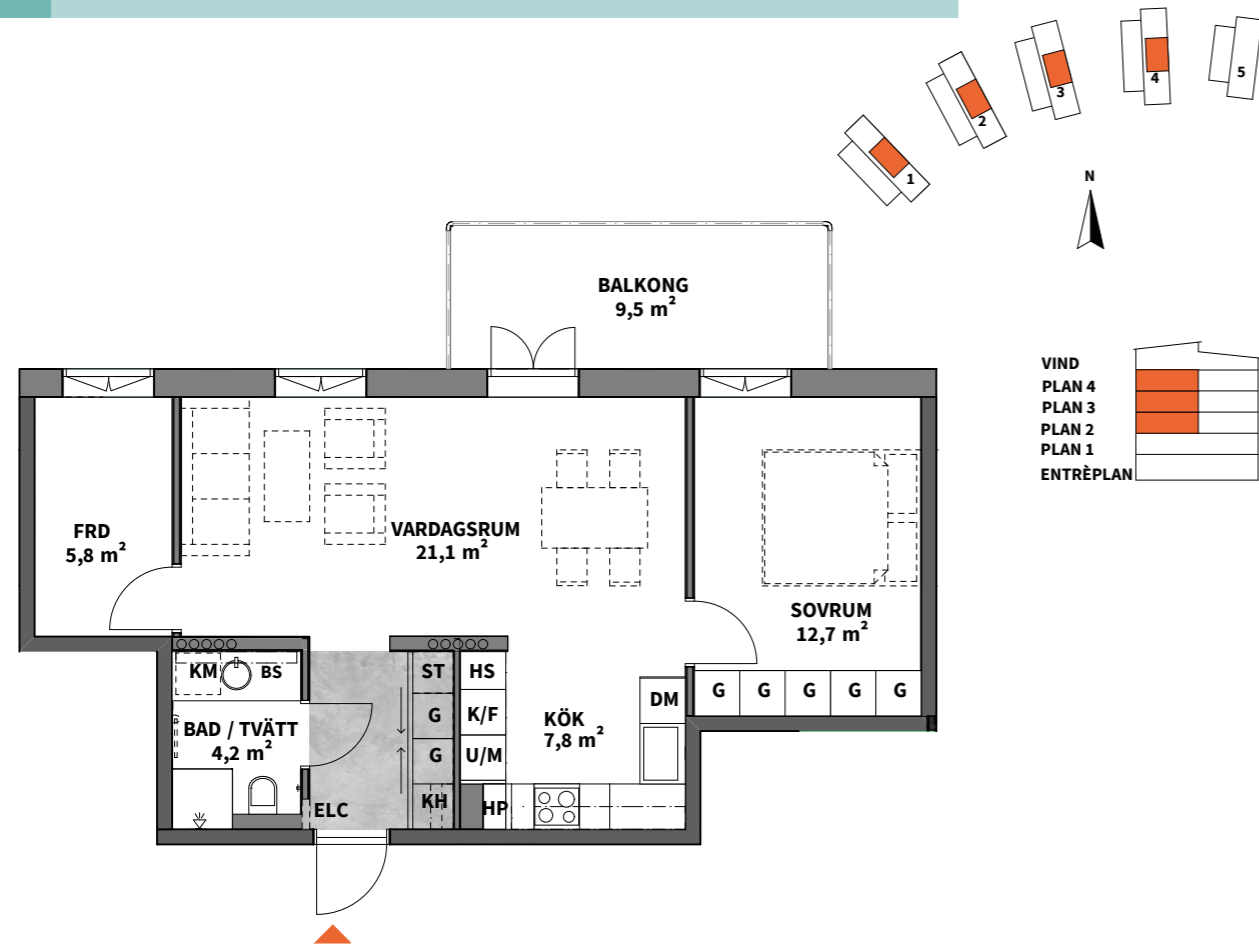 5
4
3
2
1
N
BALKONG
9,5 m²
VIND
PLAN 4
PLAN 3
PLAN 2
PLAN 1
ENTRÈPLAN
FRD
5,8 m²
VARDAGSRUM
21,1 m²
SOVRUM
12,7 m²
KM
BS
ST
HS
G
G
G
G
G
DM
G
K/F
KÖK
7,8 m²
BAD / TVÄTT
4,2 m²
G
U/M
KH
HP
ELC